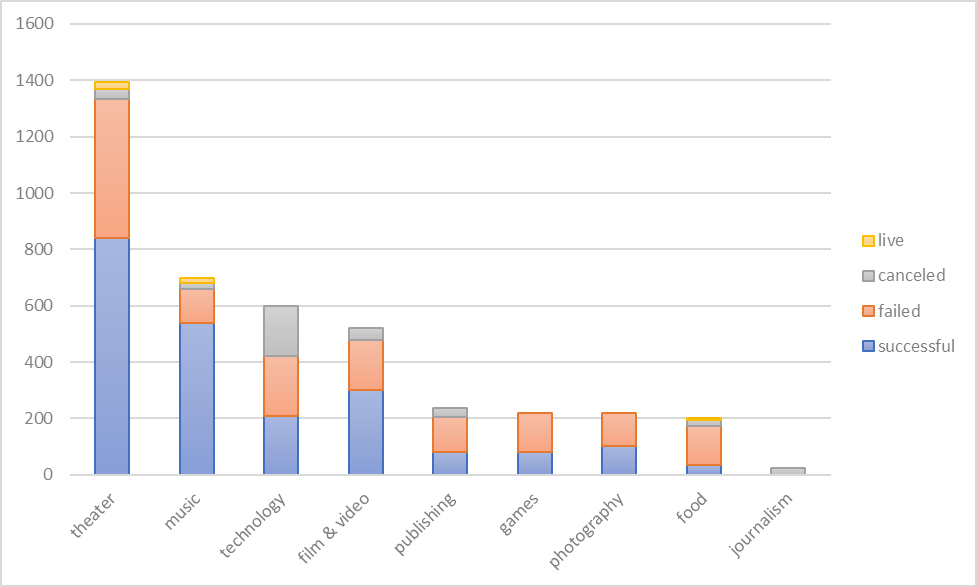 1600
1400
1200
1000
800
600
400
200
0
theater
music
technology
film & video
publishing
games
photography
food
journalism
live
canceled
failed
successful